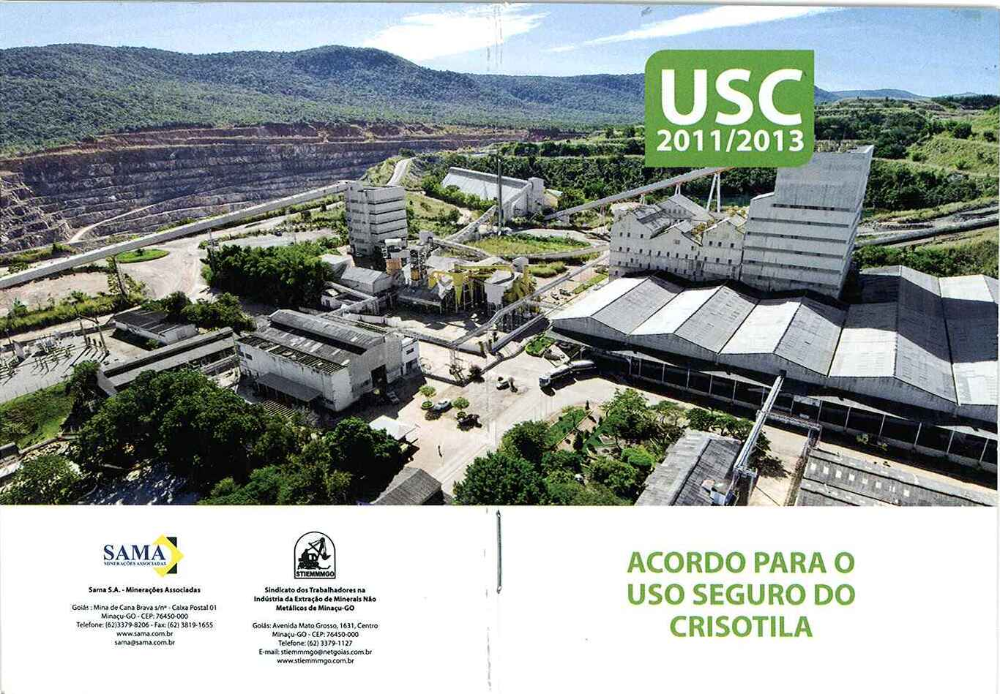 USC
2011/2013
SAMA
MINERAÇÕES ASSOCIADAS
Sama S.A. - Minerações Associadas
Goiás : Mina de Cana Brava s/nº - Caixa Postal 01
Minaçu-GO - CEP: 76450-000
Telefone: (62)3379-8206 - Fax: (62) 3819-1655
www.sama.com.br
sama@sama.com.br
STIEMMMGO
Sindicato dos Trabalhadores na
Indústria da Extração de Minerais Não
Metálicos de Minaçu-GO
Goiás: Avenida Mato Grosso, 1631, Centro
Minaçu-GO - CEP: 76450-000
Telefone: (62) 3379-1127
E-mail: stiemmmgo@netgoias.com.br
www.stiemmmgo.com.br
ACORDO PARA O
USO SEGURO DO
CRISOTILA